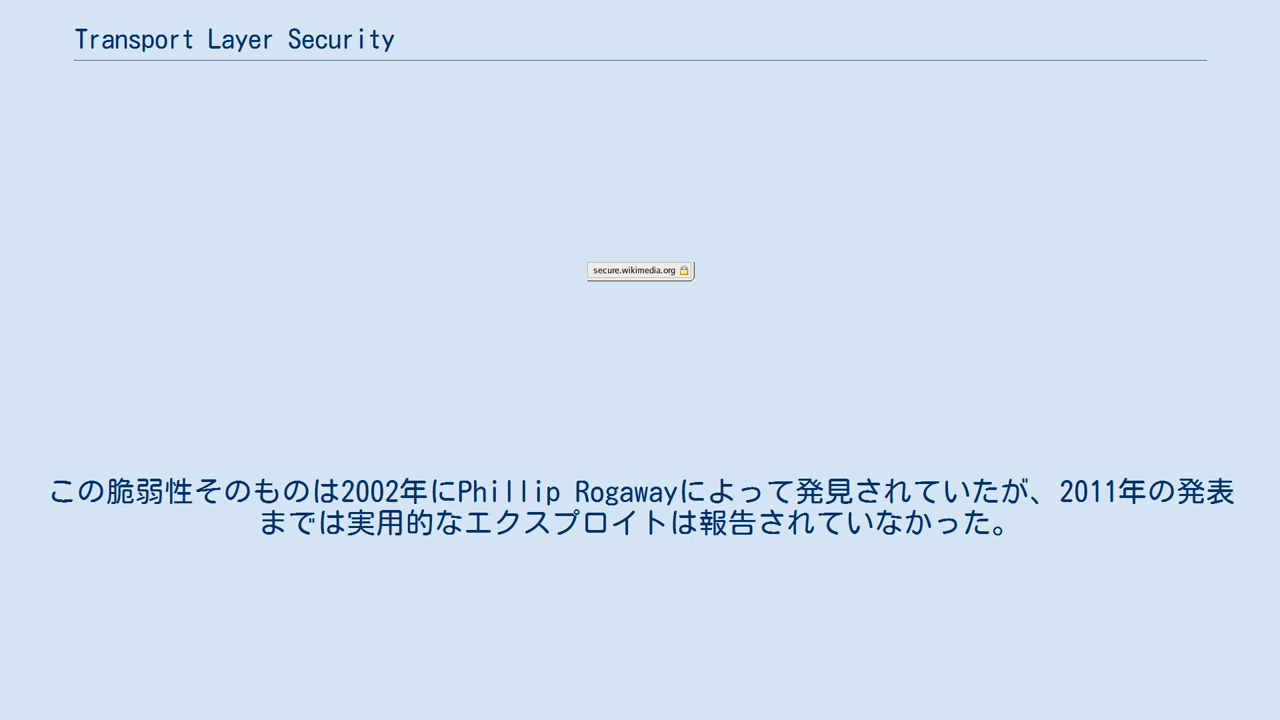 Transport Layer Security
secure.wikimedia.org
この脆弱性そのものは2002年にPhillip Rogawayによって発見されていたが、2011年の発表
までは実用的なエクスプロイトは報告されていなかった。